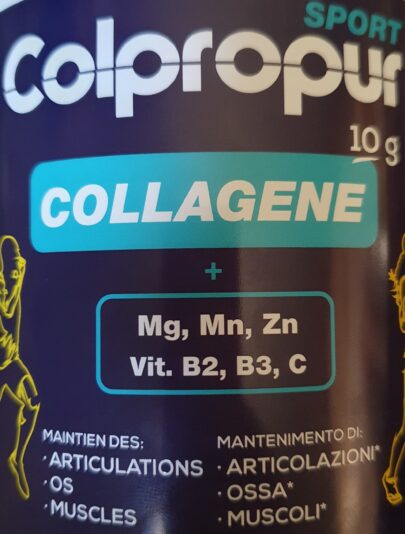 SPORT
Colpropur
10 g
COLLAGENE
+
Mg, Mn, Zn
Vit. B2, B3, C
MAINTIEN DES:
· ARTICULATIONS
· OS
· MUSCLES
MANTENIMENTO DI:
· ARTICOLAZIONI*
· OSSA*
· MUSCOLI*